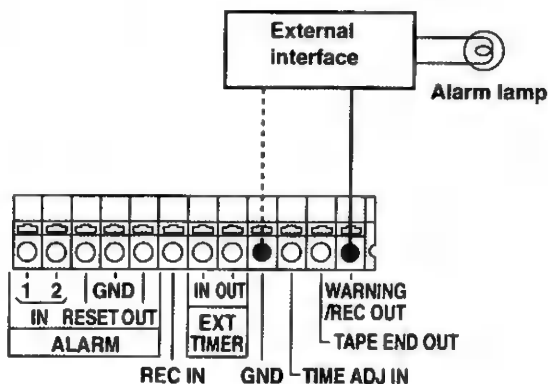 External
interface
Alarm lamp
1 2 GND IN OUT WARNING
/REC OUT
IN RESET OUT EXT
TIMER
TAPE END OUT
ALARM
REC IN GND TIME ADJ IN